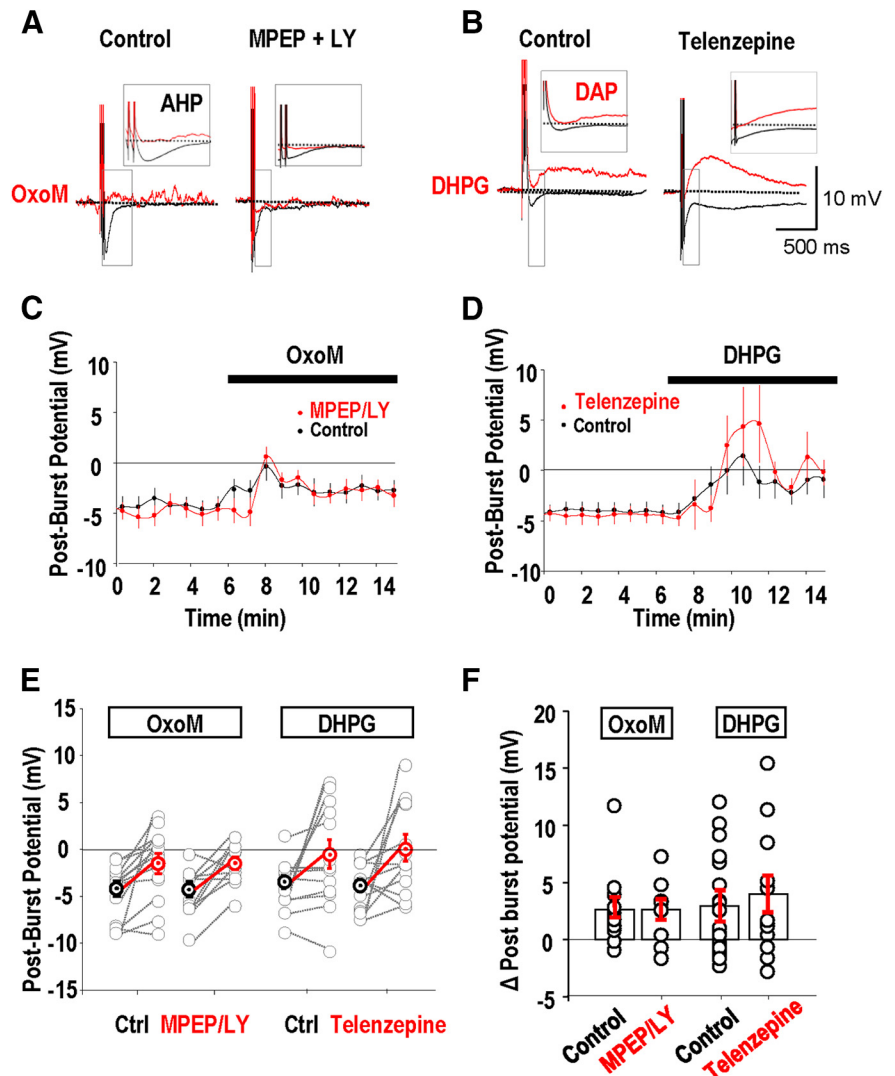 A
Control
MPEP + LY
AHP
OxoM
B
Control
Telenzepine
DAP
DHPG
10 mV
500 ms
C
OxoM
MPEP/LY
Control
Post-Burst Potential (mV)
10
5
0
-5
-10
0 2 4 6 8 10 12 14
Time (min)
D
DHPG
Telenzepine
Control
Post-Burst Potential (mV)
10
5
0
-5
-10
0 2 4 6 8 10 12 14
Time (min)
E
OxoM
DHPG
Post-Burst Potential (mV)
15
10
5
0
-5
-10
-15
Ctrl MPEP/LY Ctrl Telenzepine
F
OxoM
DHPG
Δ Post burst potential (mV)
20
15
10
5
0
-5
Control
MPEP/LY
Control
Telenzepine